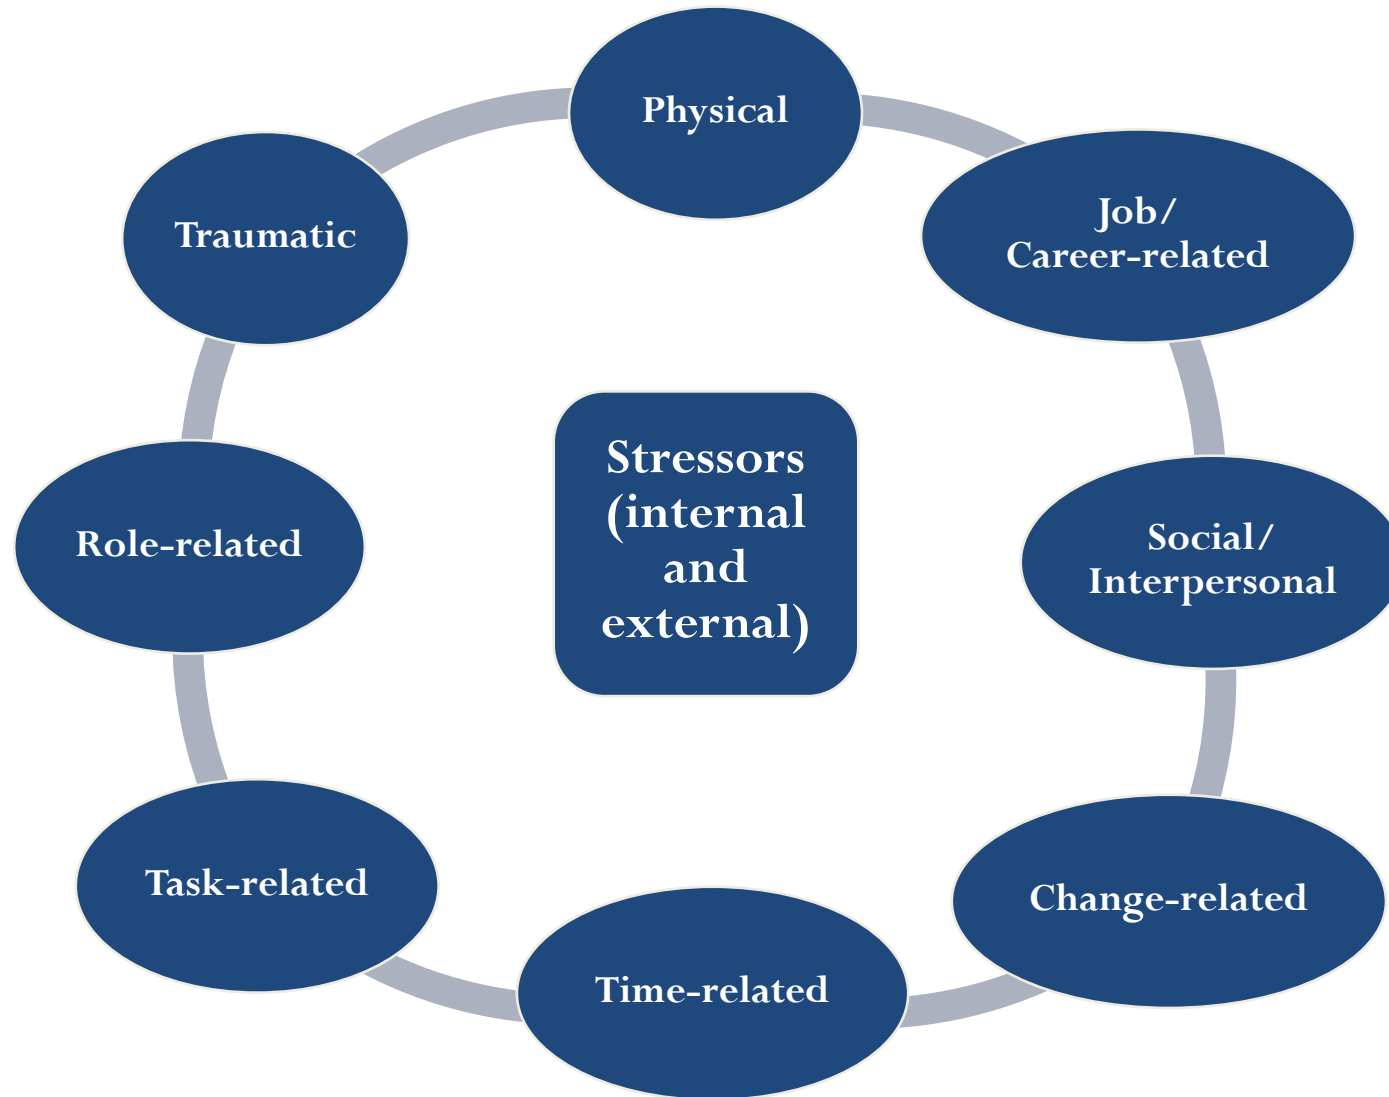 Physical
Job/
Career-related
Social/
Interpersonal
Change-related
Time-related
Task-related
Role-related
Traumatic
Stressors
(internal
and
external)